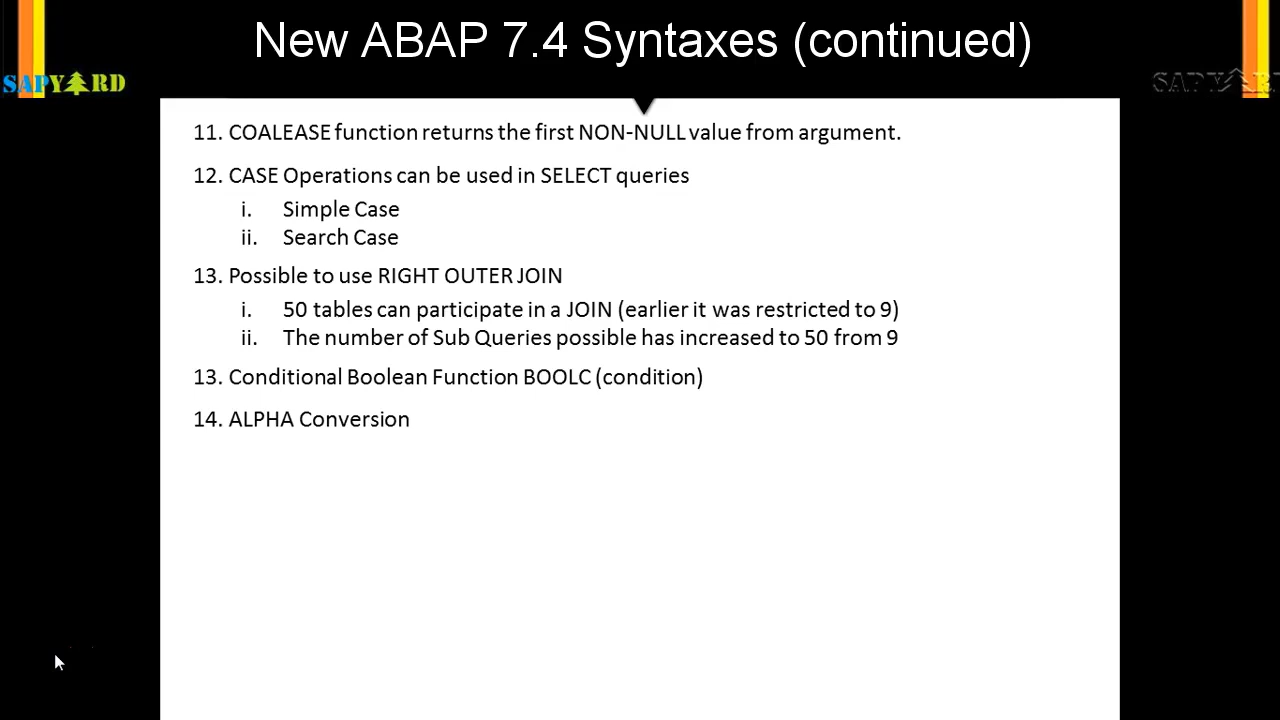 New ABAP 7.4 Syntaxes (continued)
SAPYARD
SAPYARD
11. COALEASE function returns the first NON-NULL value from argument.
12. CASE Operations can be used in SELECT queries
i. Simple Case
ii. Search Case
13. Possible to use RIGHT OUTER JOIN
i. 50 tables can participate in a JOIN (earlier it was restricted to 9)
ii. The number of Sub Queries possible has increased to 50 from 9
13. Conditional Boolean Function BOOLC (condition)
14. ALPHA Conversion